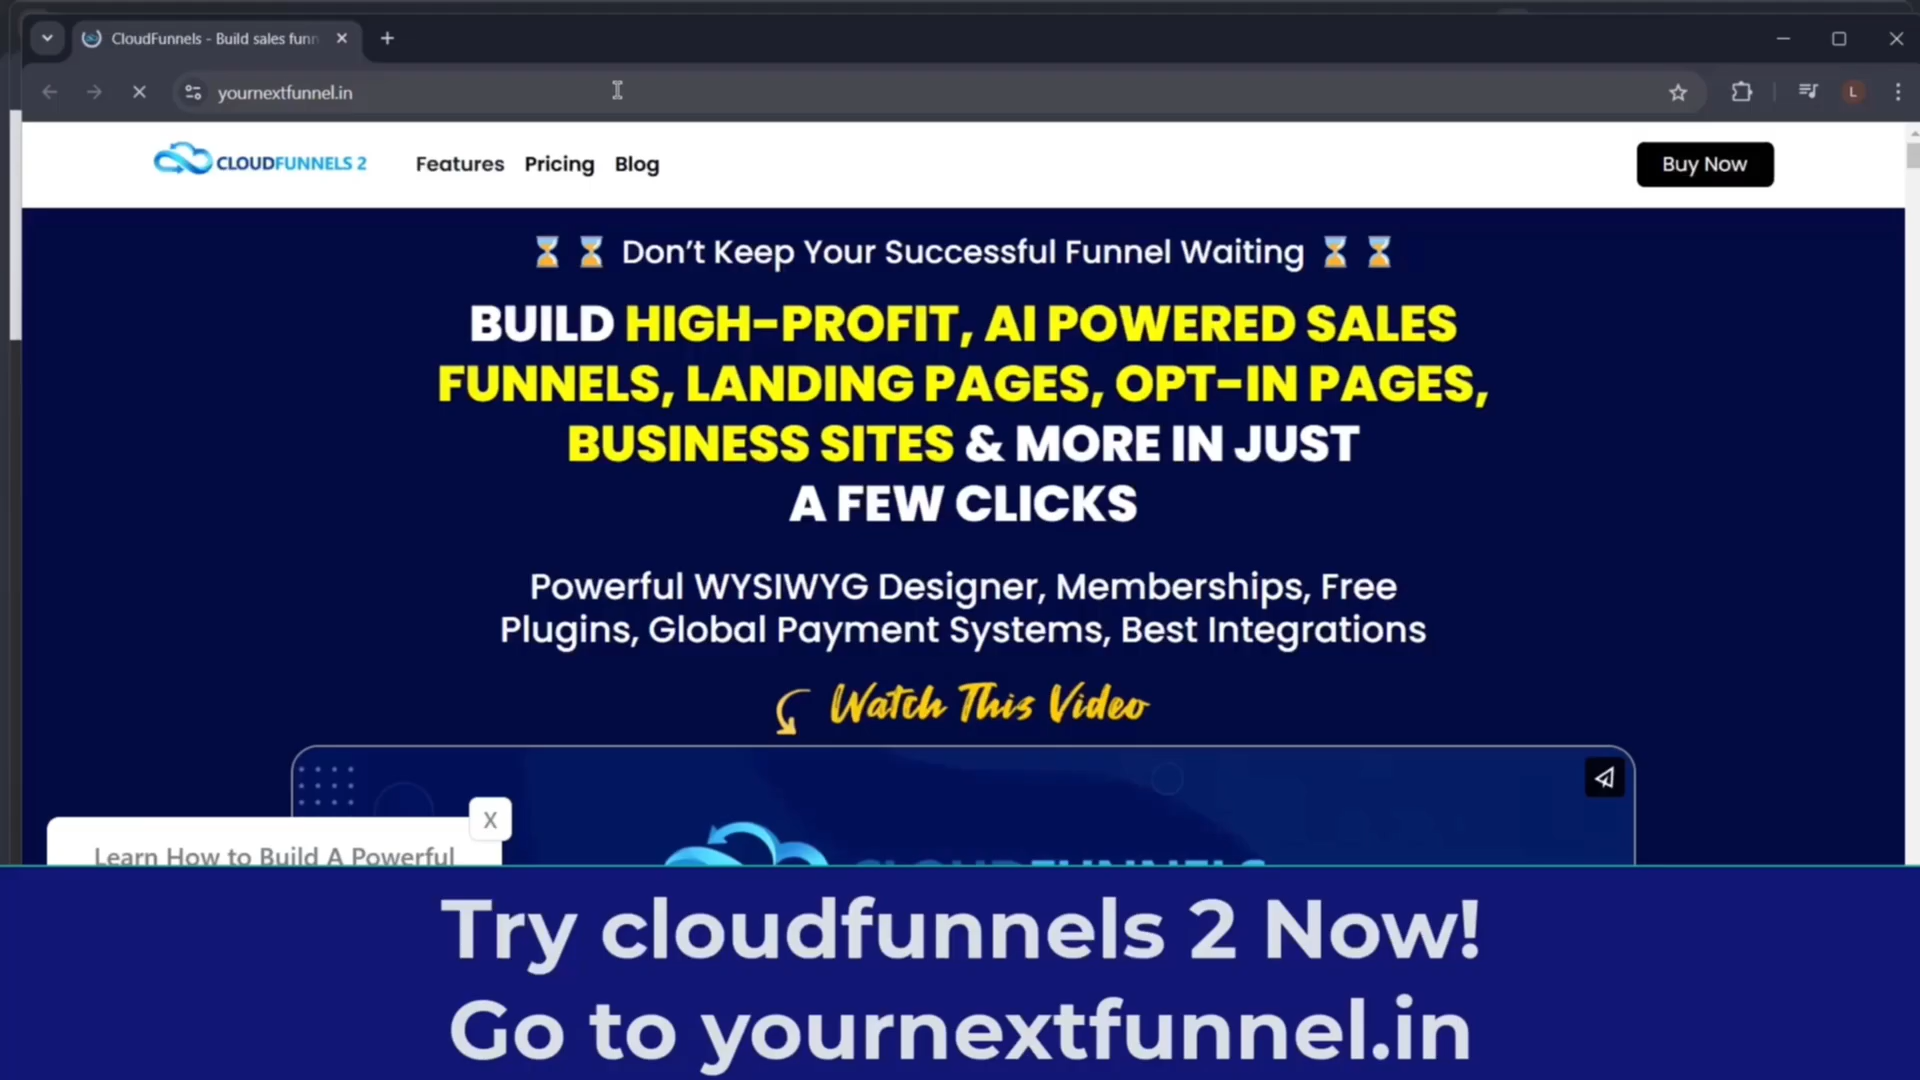 CloudFunnels - Build sales funn
yournextfunnel.in
L
CLOUDFUNNELS 2
Features
Pricing
Blog
Buy Now
Don’t Keep Your Successful Funnel Waiting
BUILD HIGH-PROFIT, AI POWERED SALES
FUNNELS, LANDING PAGES, OPT-IN PAGES,
BUSINESS SITES & MORE IN JUST
A FEW CLICKS
Powerful WYSIWYG Designer, Memberships, Free
Plugins, Global Payment Systems, Best Integrations
Watch This Video
X
Learn How to Build A Powerful
CLOUDFUNNELS
Try cloudfunnels 2 Now!
Go to yournextfunnel.in